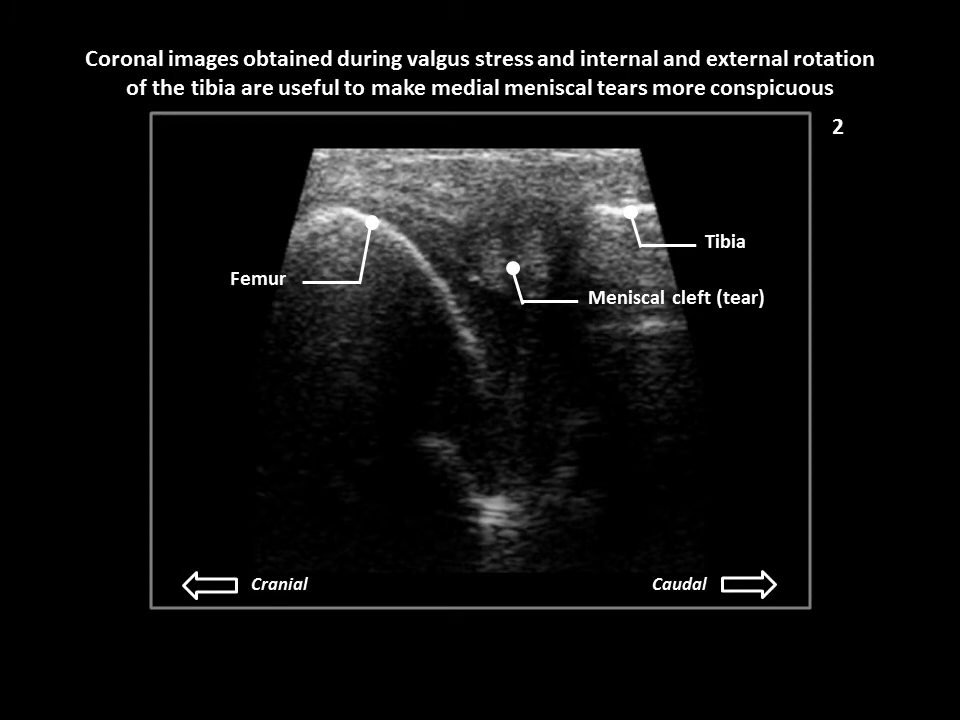 Coronal images obtained during valgus stress and internal and external rotation
of the tibia are useful to make medial meniscal tears more conspicuous
2
Tibia
Femur
Meniscal cleft (tear)
Cranial
Caudal